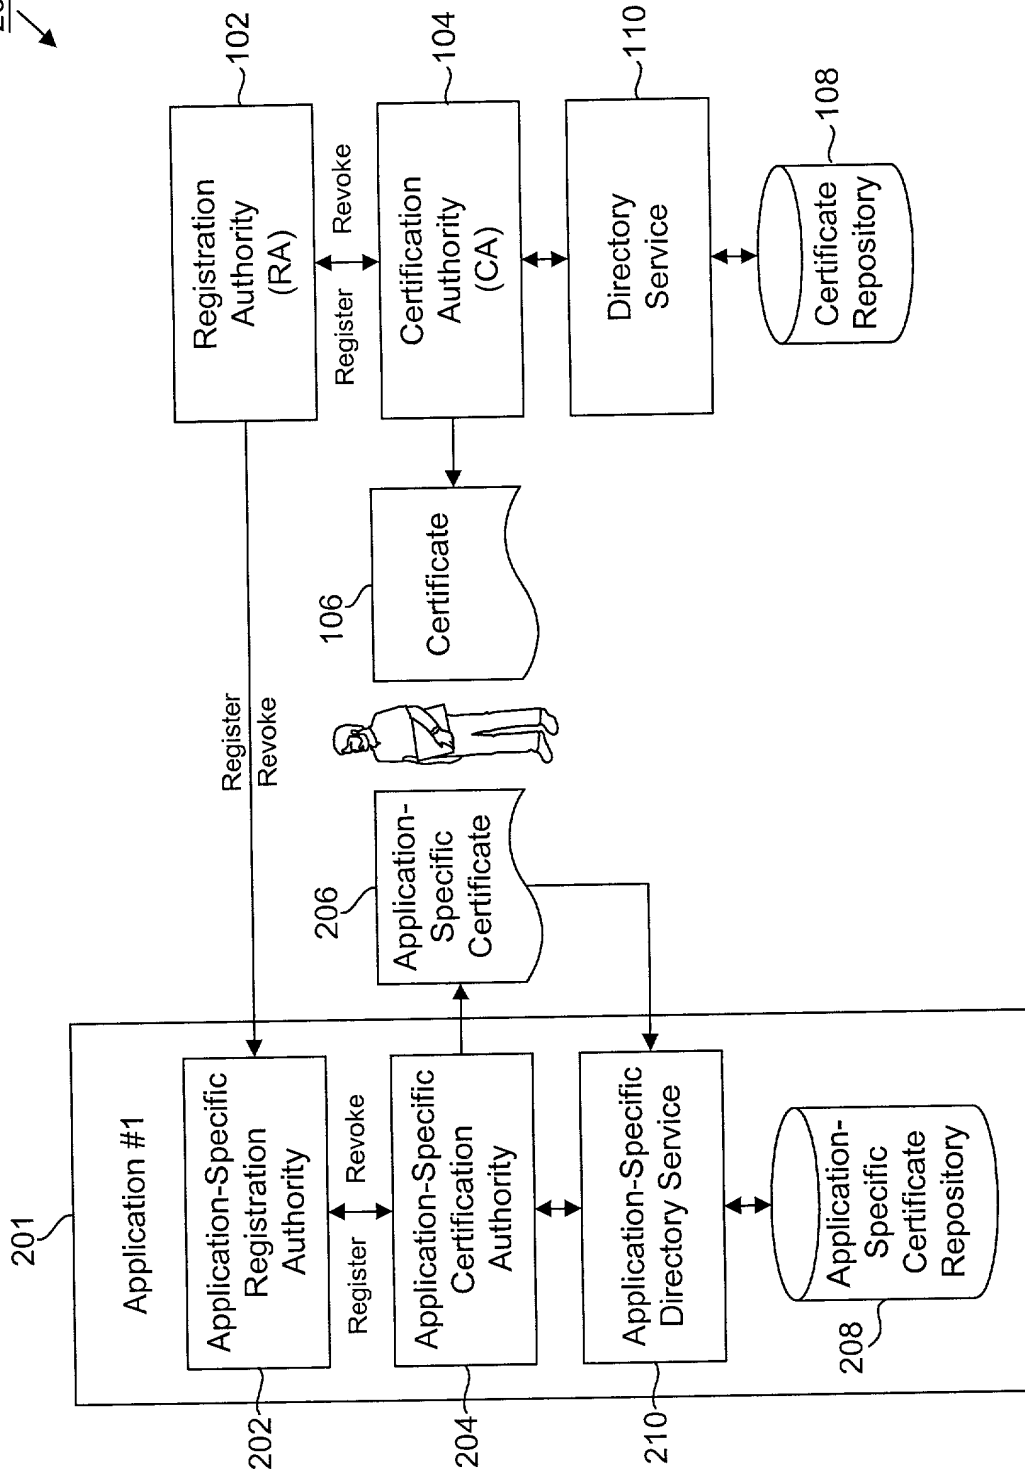 201
Application #1
202
Application-Specific
Registration
Authority
Register
Revoke
204
Application-Specific
Certification
Authority
210
Application-Specific
Directory Service
208
Application-
Specific
Certificate
Repository
Register
Revoke
206
Application-
Specific
Certificate
106
Certificate
102
Registration
Authority
(RA)
Register
Revoke
104
Certification
Authority
(CA)
110
Directory
Service
108
Certificate
Repository